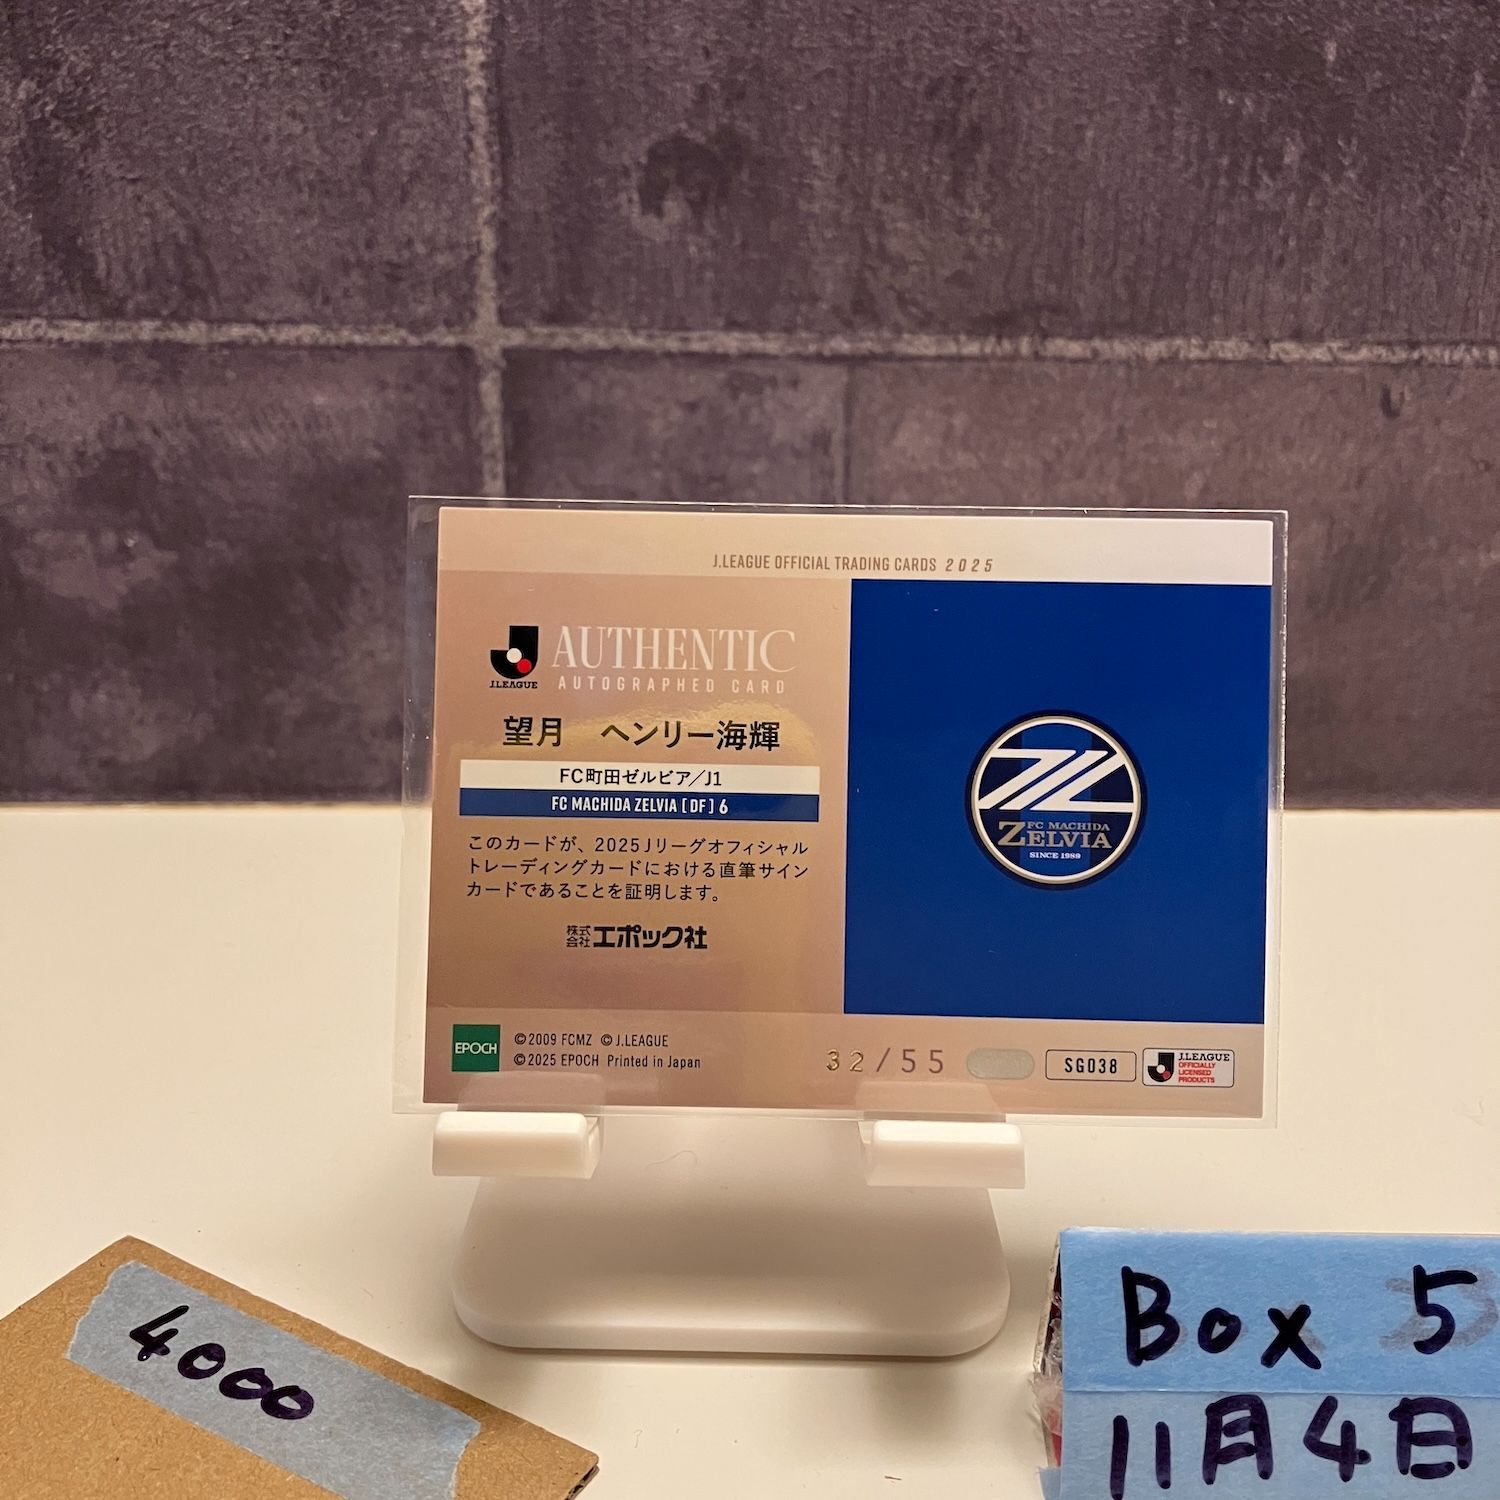 J.LEAGUE OFFICIAL TRADING CARDS 2025
J.LEAGUE
AUTHENTIC
AUTOGRAPHED CARD
望月 ヘンリー海輝
FC町田ゼルビア/J1
FC MACHIDA ZELVIA [DF] 6
このカードが、2025Jリーグオフィシャル
トレーディングカードにおける直筆サイン
カードであることを証明します。
株式会社エポック社
FC MACHIDA
ZELVIA
SINCE 1989
EPOCH
©2009 FCMZ ©J.LEAGUE
©2025 EPOCH Printed in Japan
32/55
SG038
J.LEAGUE
OFFICIALLY
LICENSED
PRODUCTS
4000
Box 5
11月4日